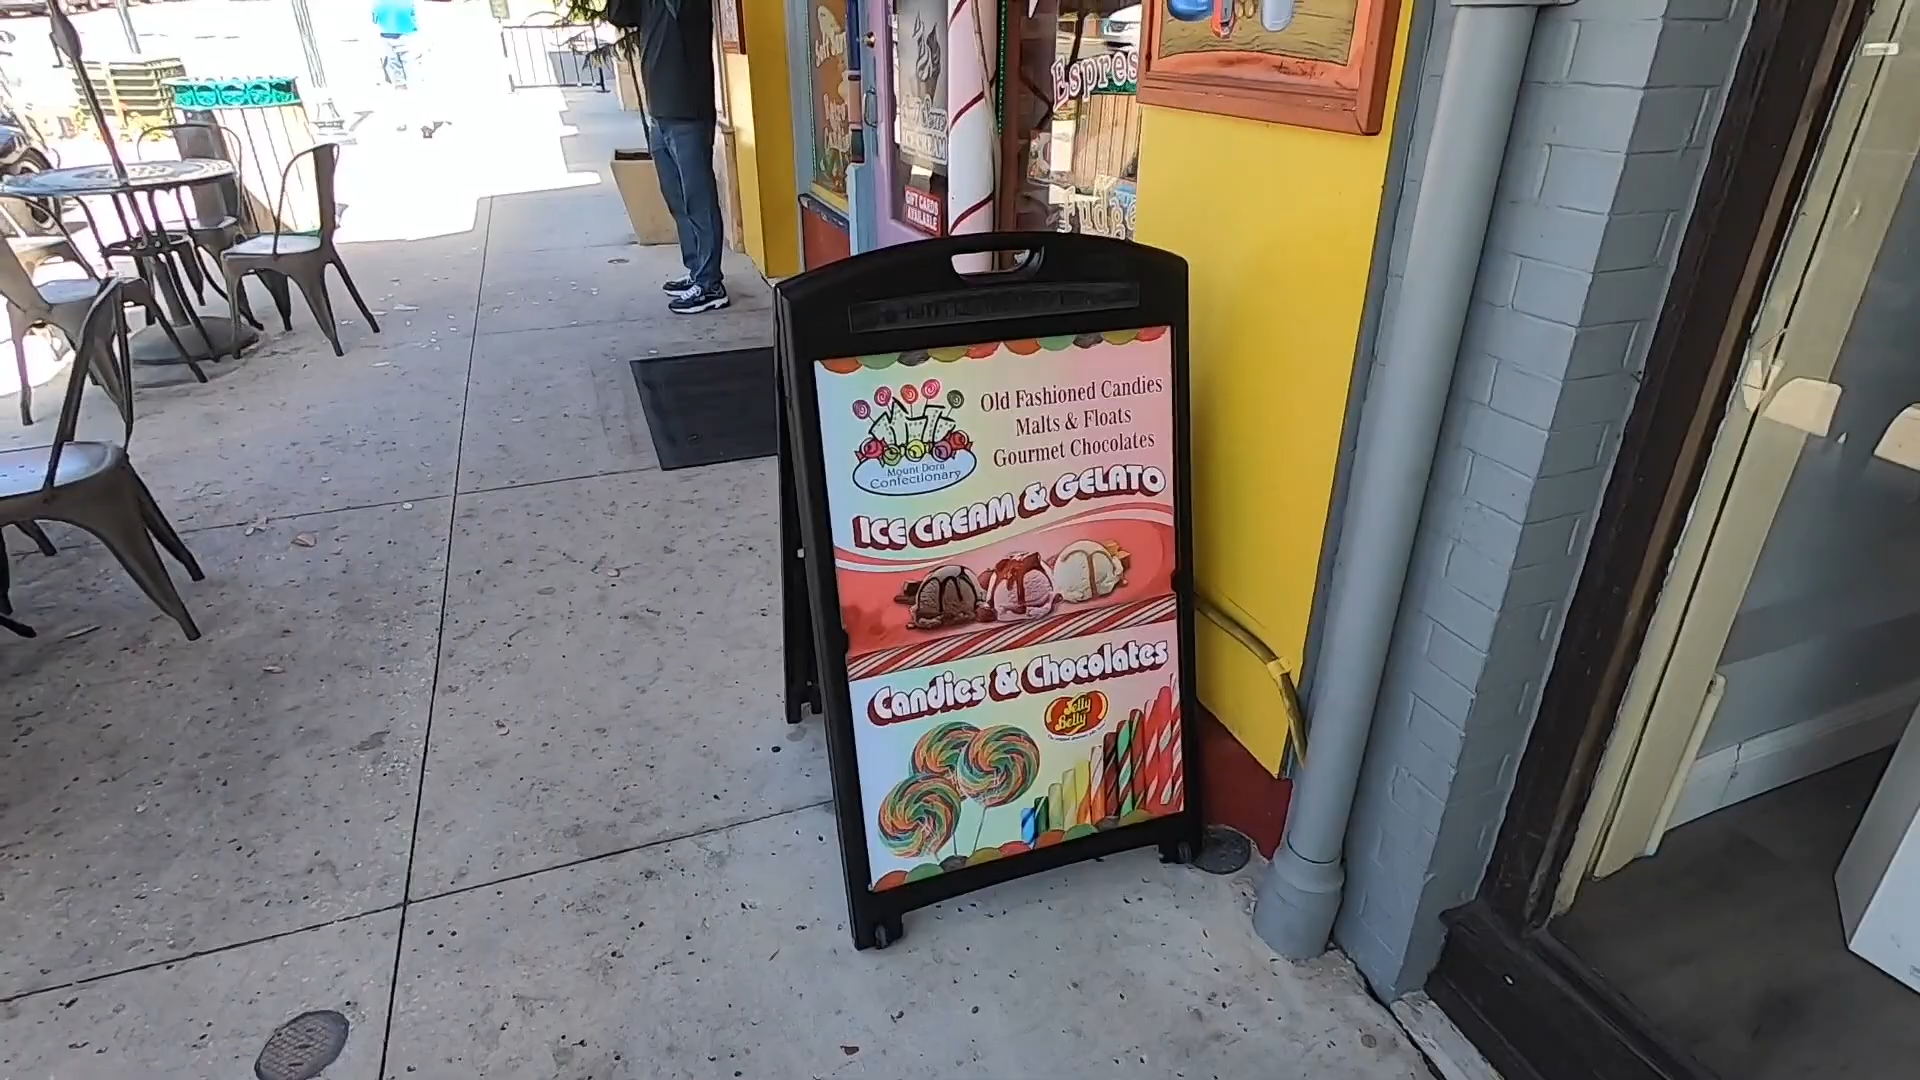 Espres
Fudge
GIFT CARDS
AVAILABLE
Mount Dora
Confectionary
Old Fashioned Candies
Malts & Floats
Gourmet Chocolates
ICE CREAM & GELATO
Candies & Chocolates
Jelly
Belly